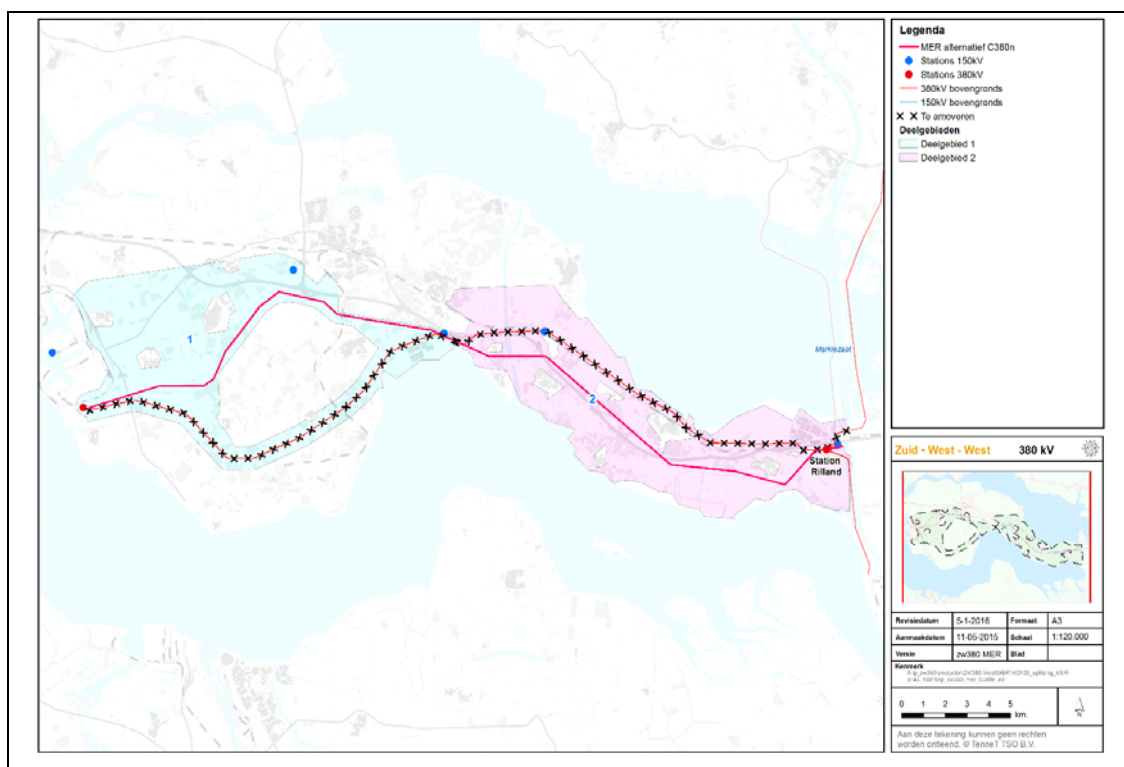 Legenda
MER alternatief C380n
Stations 150kV
Stations 380kV
380kV bovengronds
150kV bovengronds
Te amoveren
Deelgebieden
Deelgebied 1
Deelgebied 2
1
Markiezaat
2
Station
Rilland
Zuid - West - West 380 kV
Revisiedatum 5-1-2016 Formaat A3
Aanmaakdatum 11-05-2015 Schaal 1:120.000
Versie zw380 MER Blad
Kenmerk
0 1 2 3 4 5
km.
N
Aan deze tekening kunnen geen rechten
worden ontleend. © TenneT TSO B.V.